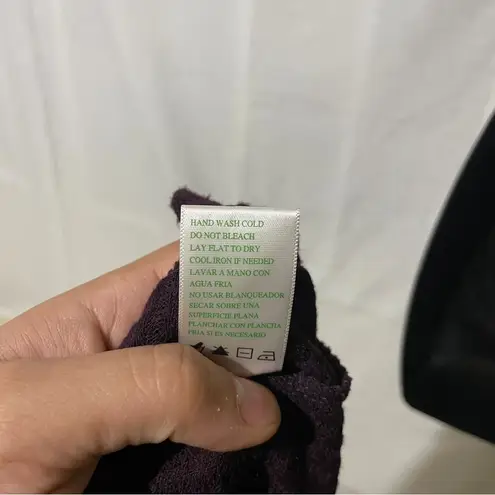 HAND WASH COLD
DO NOT BLEACH
LAY FLAT TO DRY
COOL IRON IF NEEDED
LAVAR A MANO CON
AGUA FRIA
NO USAR BLANQUEADOR
SECAR SOBRE UNA
SUPERFICIE PLANA
PLANCHAR CON PLANCHA
FRIA SI ES NECESARIO